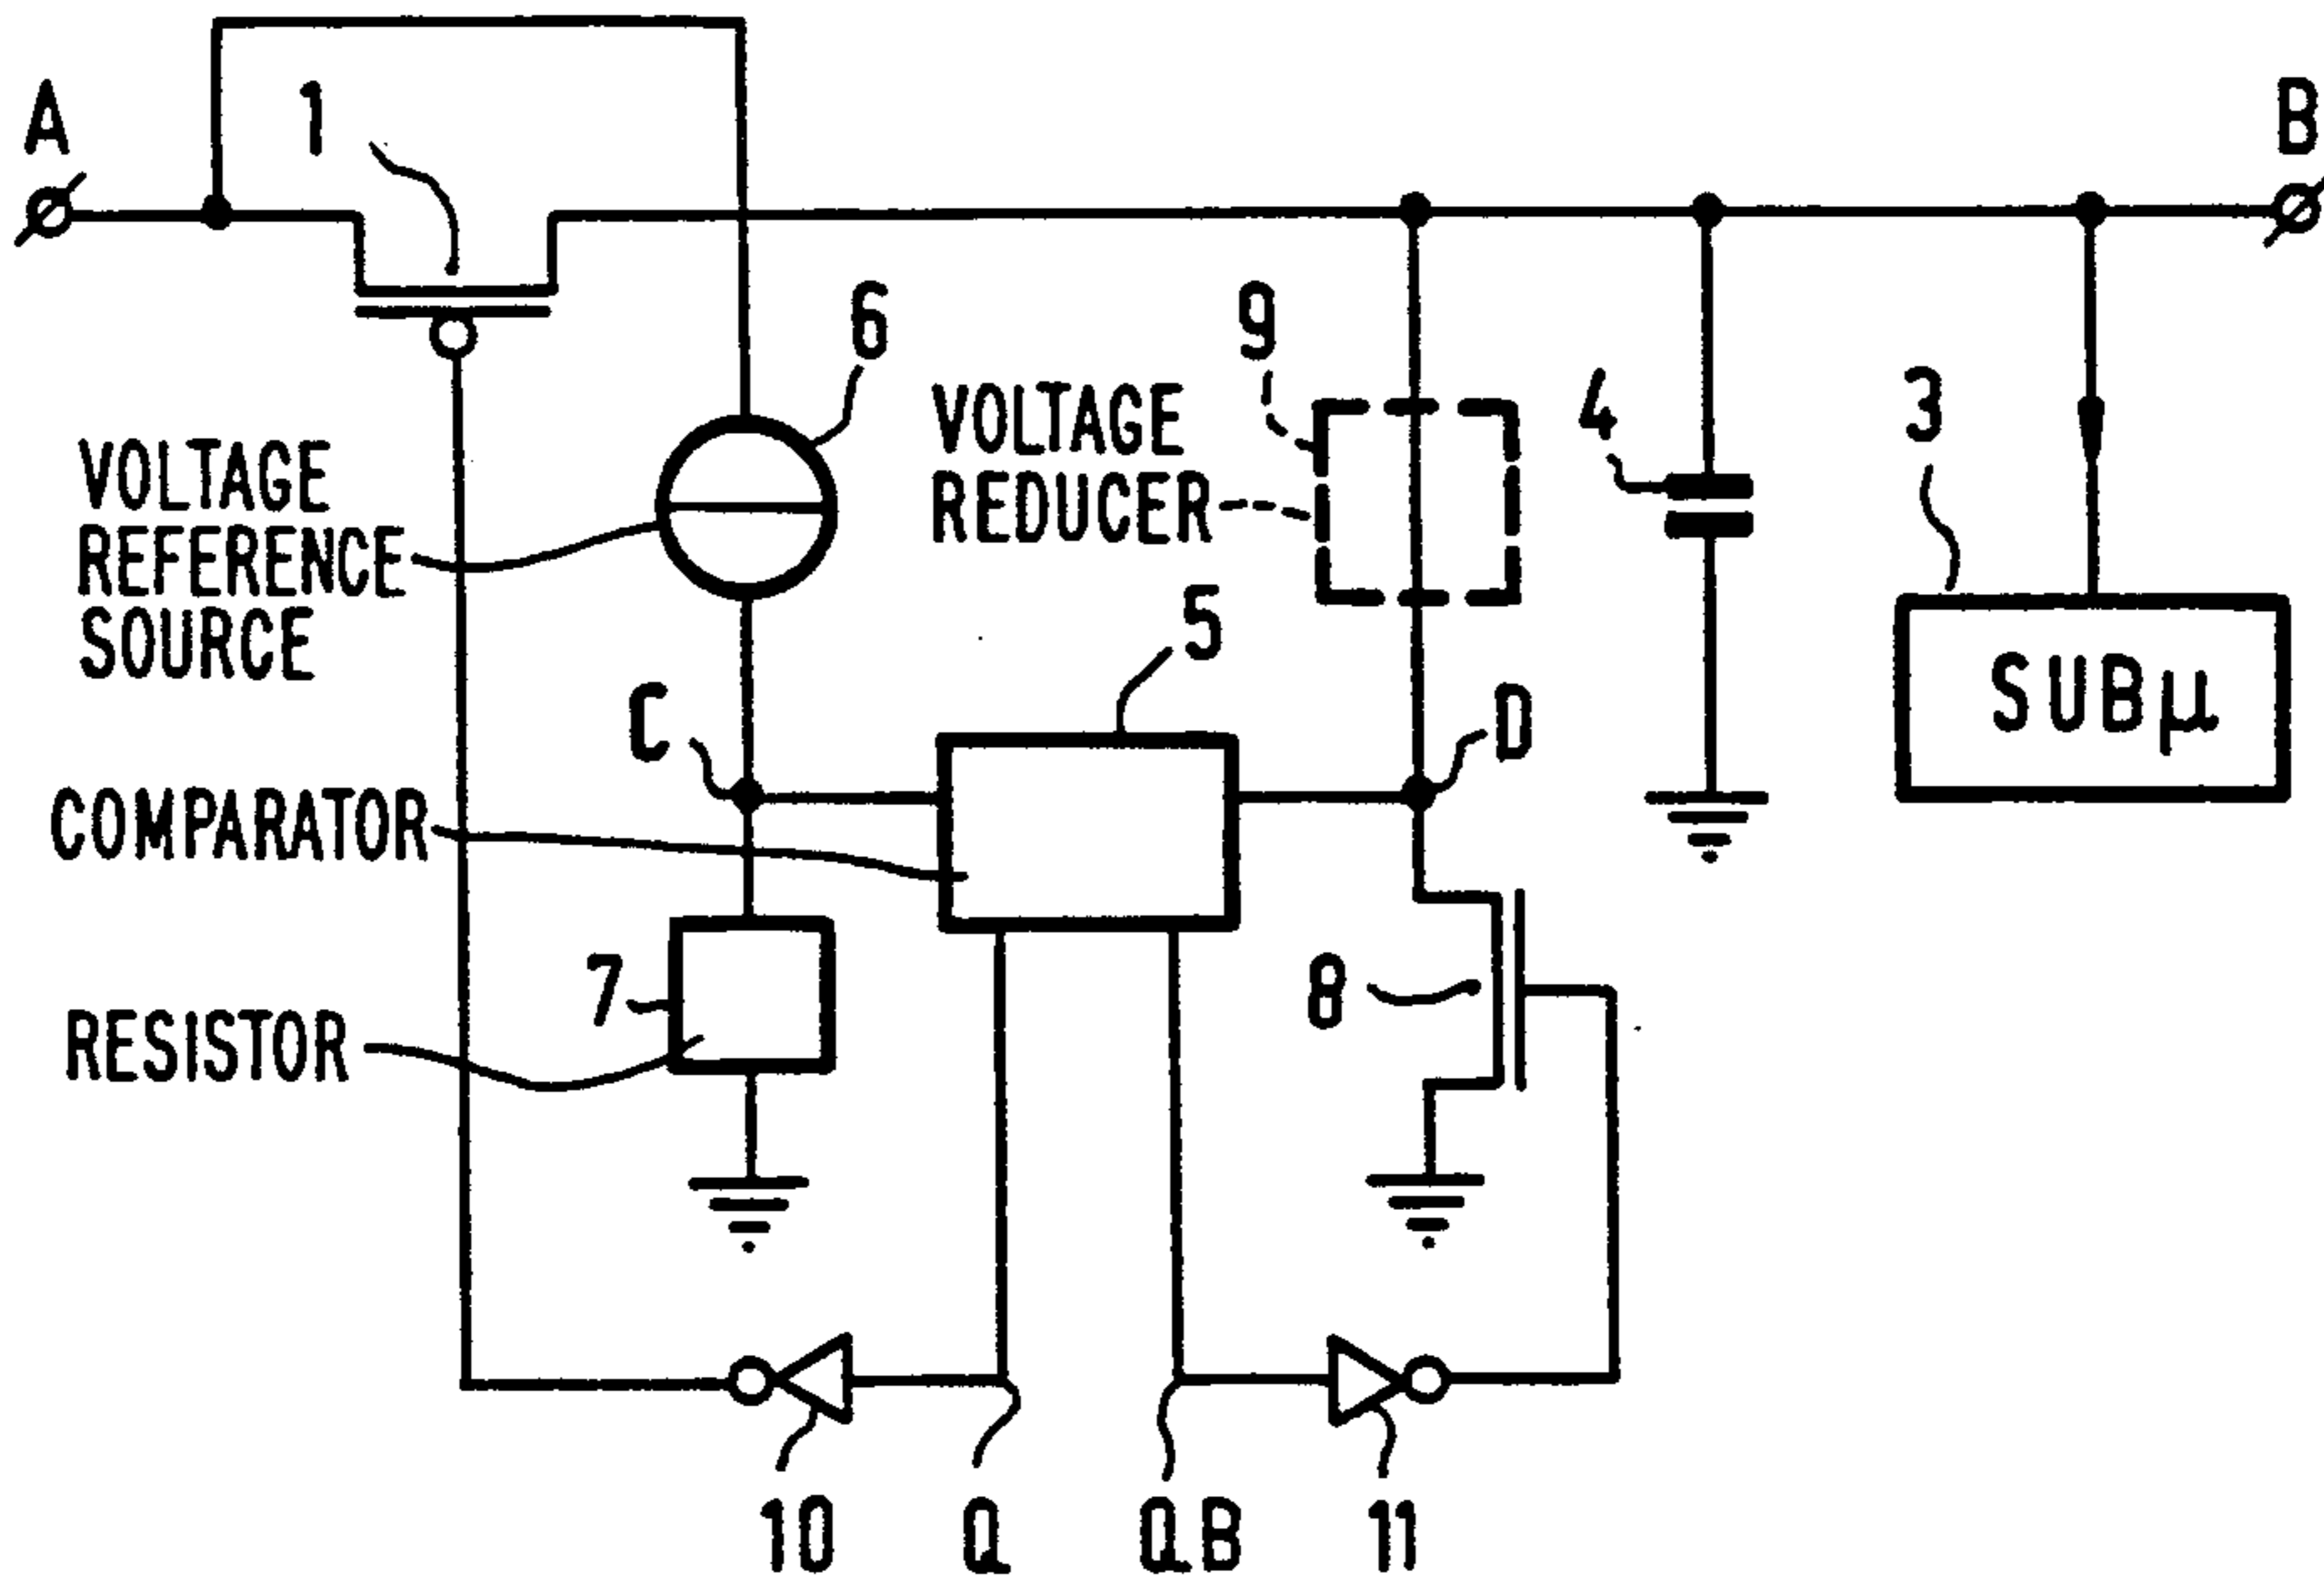 A
1
B
6
9
VOLTAGE
REDUCER
4
3
VOLTAGE
REFERENCE
SOURCE
5
SUBµ
C
D
COMPARATOR
7
8
RESISTOR
10
Q
QB
11